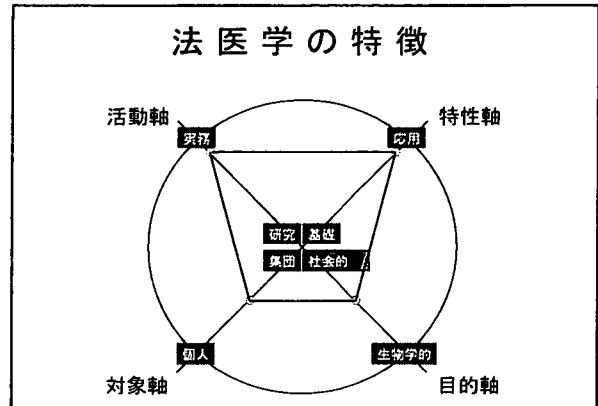 法医学の特徴
活動軸 特性軸
実務 応用
研究 基礎
集団 社会的
個人 生物学的
対象軸 目的軸